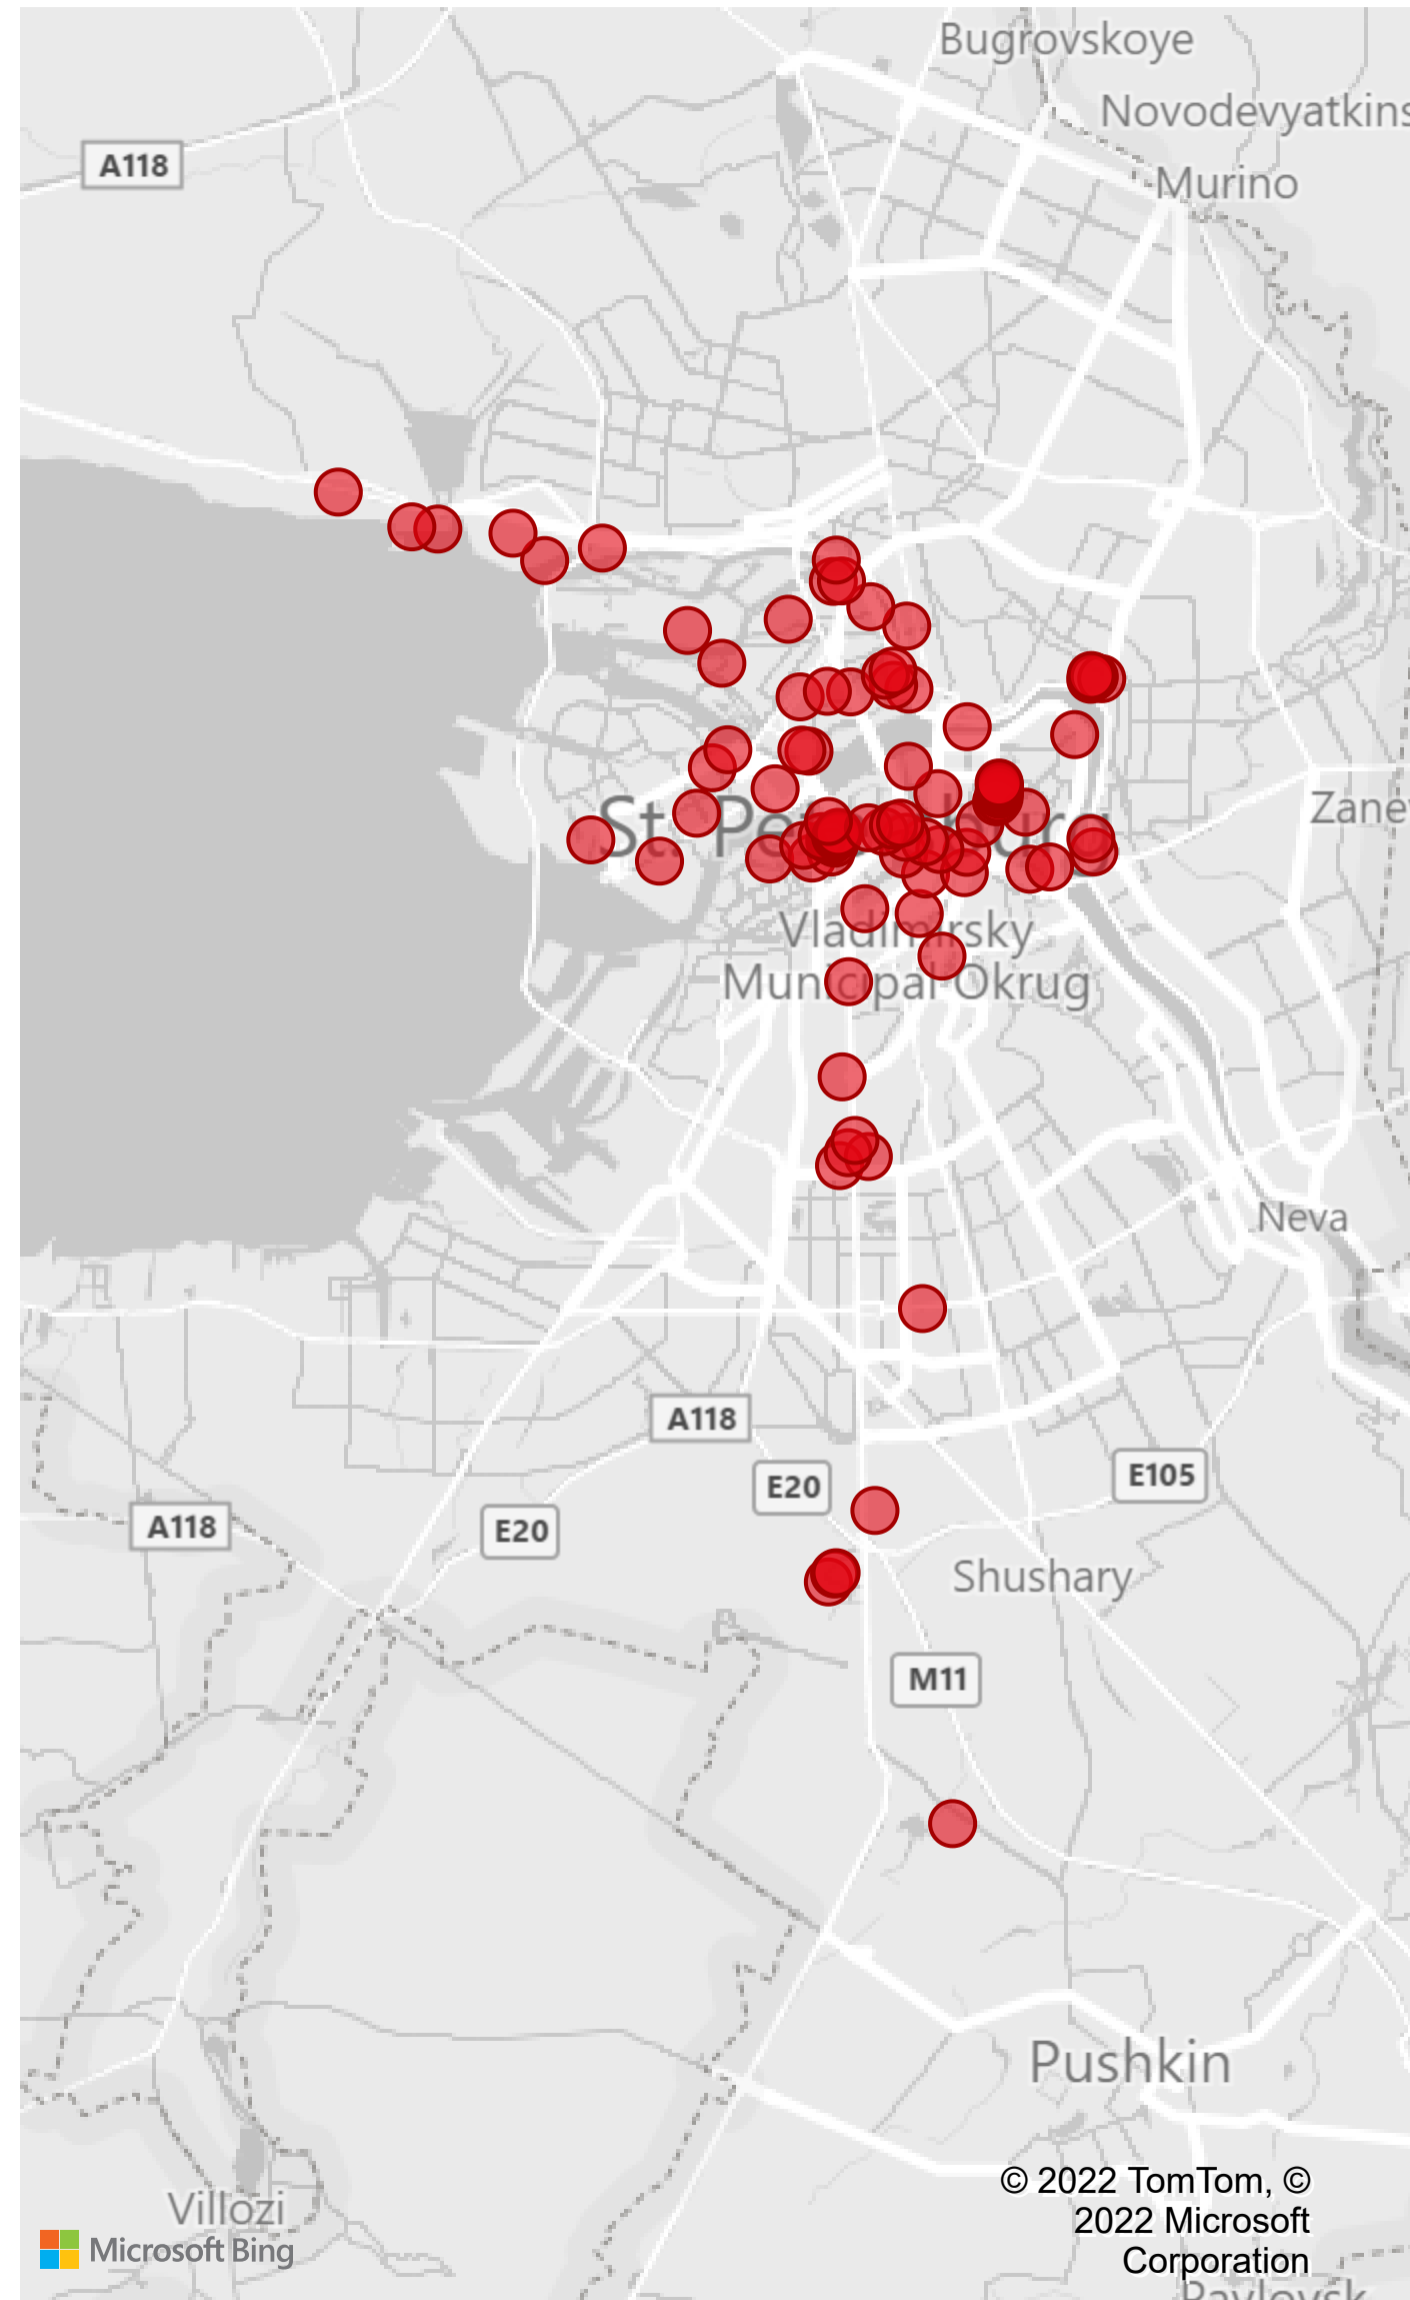 Bugrovskoye
Novodevyatkins
Murino
A118
St. Petersburg
Zane
Vladimirsky
Municipal Okrug
Neva
A118
E20
E105
A118
E20
Shushary
M11
Pushkin
Villozi
Microsoft Bing
© 2022 TomTom, ©
2022 Microsoft
Corporation
Pavlovsk